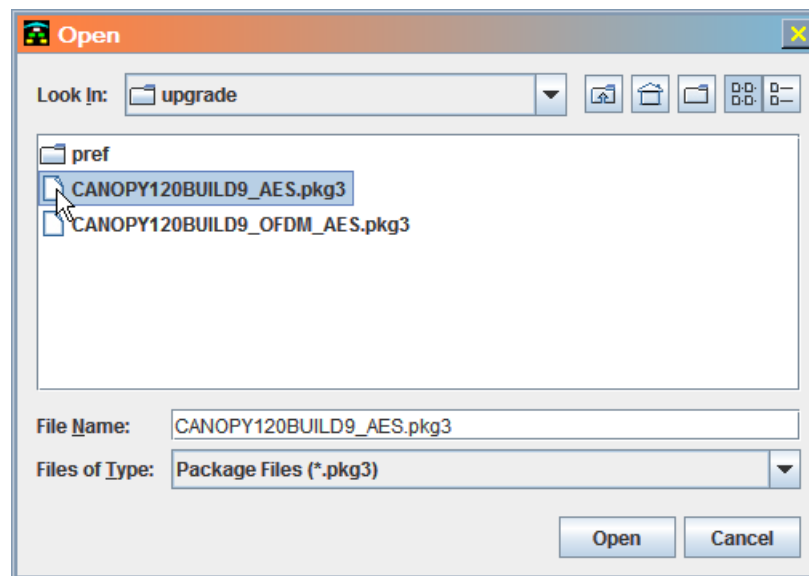 Open
Look In: upgrade
pref
CANOPY120BUILD9_AES.pkg3
CANOPY120BUILD9_OFDM_AES.pkg3
File Name: CANOPY120BUILD9_AES.pkg3
Files of Type: Package Files (*.pkg3)
Open Cancel